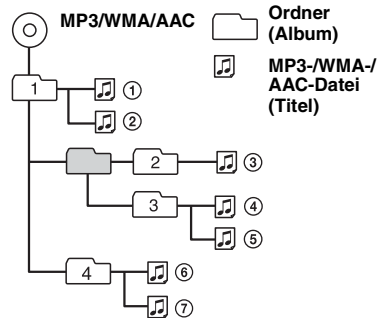 MP3/WMA/AAC
Ordner
(Album)
MP3-/WMA-/
AAC-Datei
(Titel)
1
①
②
2
③
3
④
⑤
4
⑥
⑦